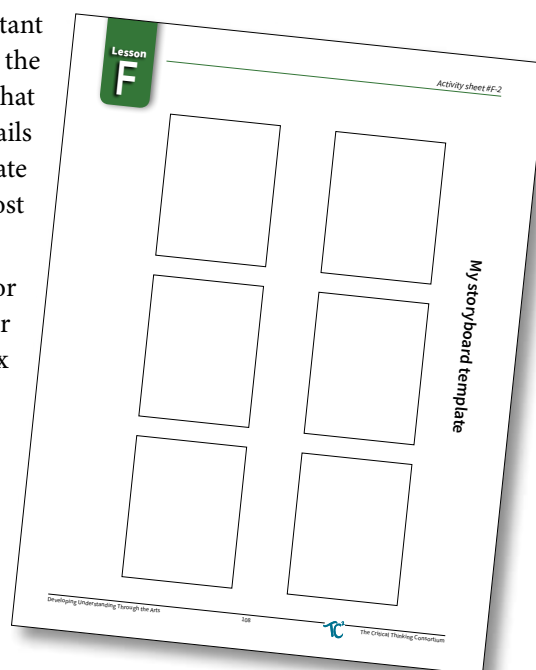 tant
the
hat
ails
ate
ost
or
r
x
Lesson
F
Activity sheet #F-2
My storyboard template
Developing Understanding Through the Arts
108
TC²
The Critical Thinking Consortium